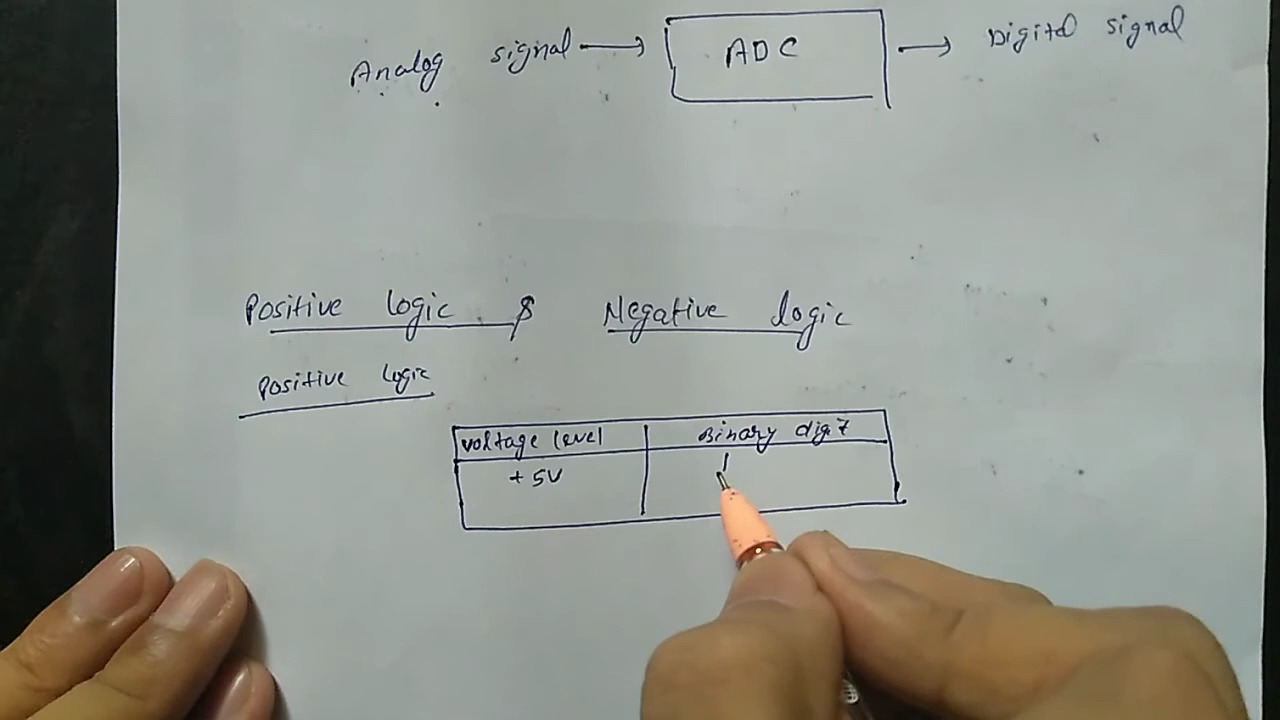 Analog signal → ADC → Digital signal
Positive Logic & Negative logic
Positive Logic
Voltage level Binary digit
+ 5V 1